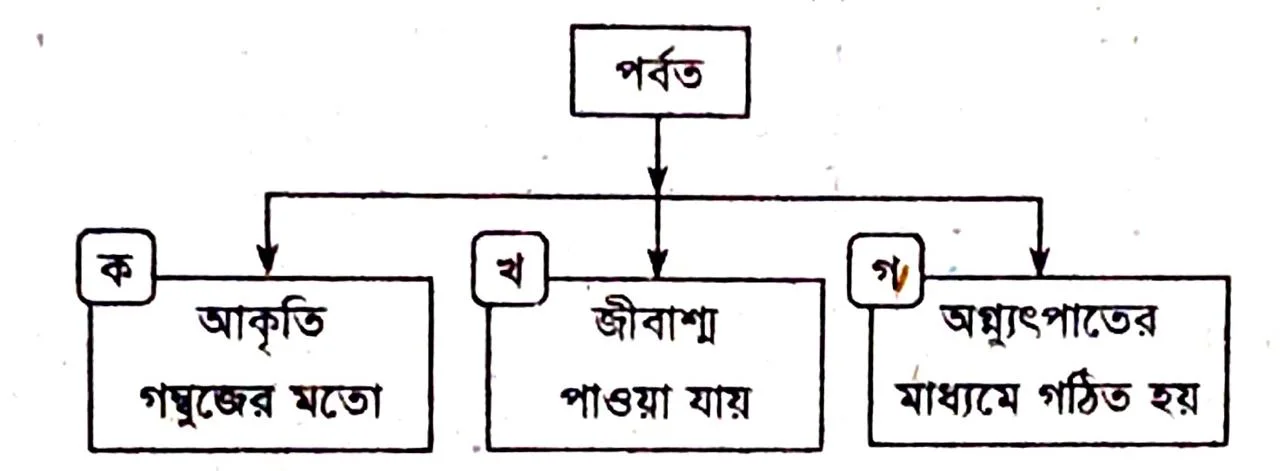 পর্বত
ক
আকৃতি
গম্বুজের মতো
খ
জীবাশ্ম
পাওয়া যায়
গ
অগ্ন্যুৎপাতের
মাধ্যমে গঠিত হয়